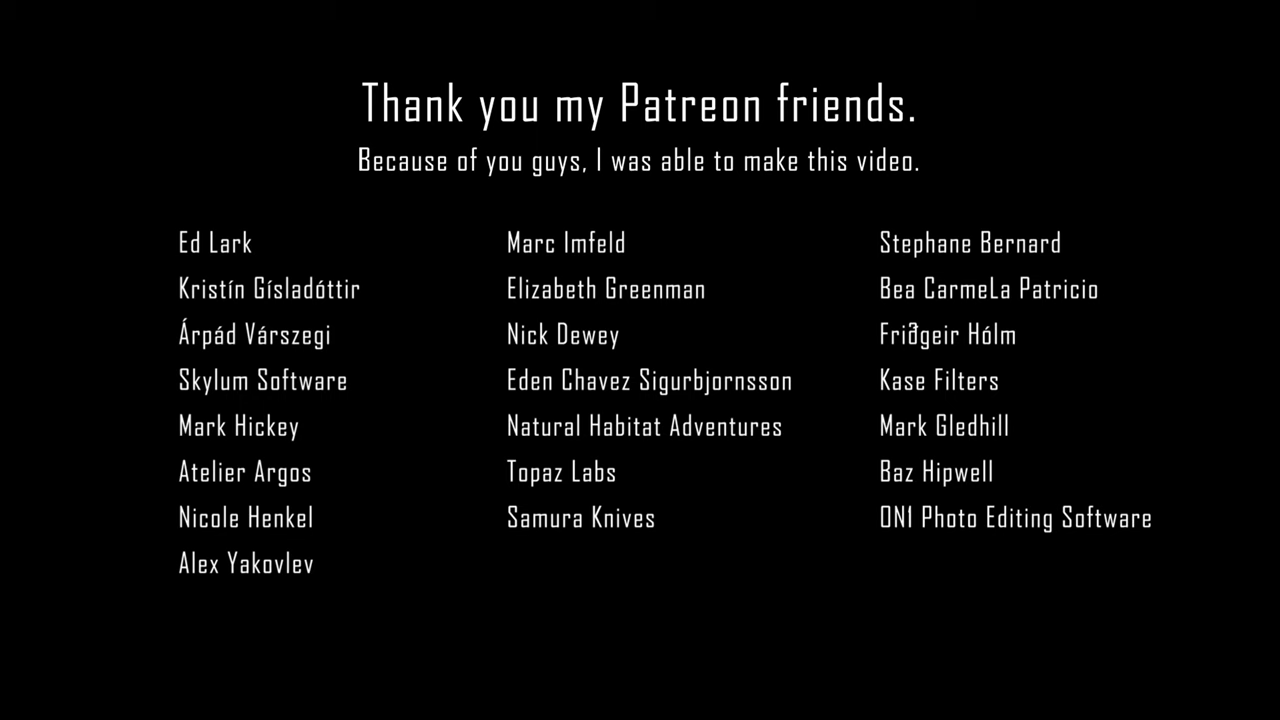 Thank you my Patreon friends.
Because of you guys, I was able to make this video.
Ed Lark
Kristín Gísladóttir
Árpád Várszegi
Skylum Software
Mark Hickey
Atelier Argos
Nicole Henkel
Alex Yakovlev
Marc Imfeld
Elizabeth Greenman
Nick Dewey
Eden Chavez Sigurbjornsson
Natural Habitat Adventures
Topaz Labs
Samura Knives
Stephane Bernard
Bea CarmeLa Patricio
Friðgeir Hólm
Kase Filters
Mark Gledhill
Baz Hipwell
ON1 Photo Editing Software